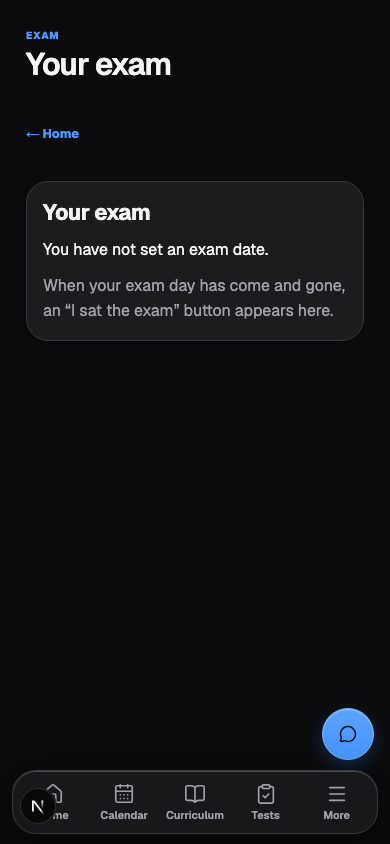 EXAM
Your exam
← Home
Your exam
You have not set an exam date.
When your exam day has come and gone,
an “I sat the exam” button appears here.
N
me
Calendar
Curriculum
Tests
More